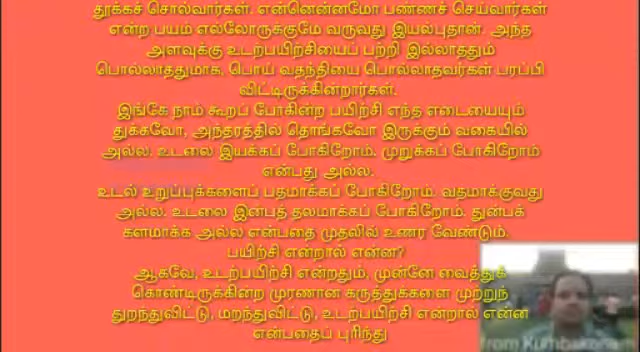 தூக்கச் சொல்வார்கள். என்னென்னமோ பண்ணச் செய்வார்கள்
என்ற பயம் எல்லோருக்குமே வருவது இயல்புதான். அந்த
அளவுக்கு உடற்பயிற்சியைப் பற்றி இல்லாததும்
பொல்லாததுமாக, பொய் வதந்தியை பொல்லாதவர்கள் பரப்பி
விட்டிருக்கின்றார்கள்.
இங்கே நாம் கூறப் போகின்ற பயிற்சி எந்த எடையையும்
துக்கவோ, அந்தரத்தில் தொங்கவோ இருக்கும் வகையில்
அல்ல. உடலை இயக்கப் போகிறோம். முறுக்கப் போகிறோம்
என்பது அல்ல.
உடல் உறுப்புக்களைப் பதமாக்கப் போகிறோம். வதமாக்குவது
அல்ல. உடலை இன்பத் தலமாக்கப் போகிறோம். துன்பக்
களமாக்க அல்ல என்பதை முதலில் உணர வேண்டும்.
பயிற்சி என்றால் என்ன?
ஆகவே, உடற்பயிற்சி என்றதும், முன்னே வைத்துக்
கொண்டிருக்கின்ற முரணான கருத்துக்களை முற்றுந்
துறந்துவிட்டு, மறந்துவிட்டு, உடற்பயிற்சி என்றால் என்ன
என்பதைப் புரிந்து
from Kumbakonam